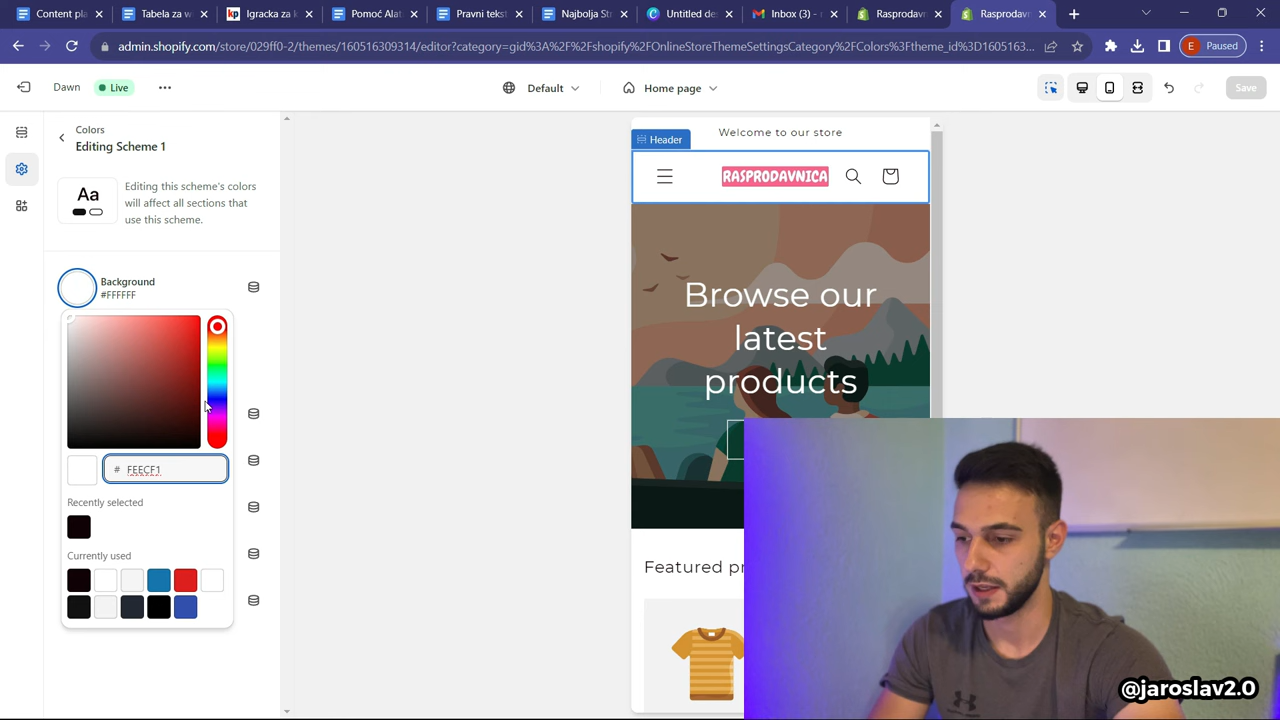 Content pla
Tabela za w
Igracka za k
Pomoć Alat
Pravni tekst
Najbolja Str
Untitled de
Inbox (3) -
Rasprodav
Rasprodavn
admin.shopify.com/store/029ff0-2/themes/160516309314/editor?category=gid%3A%2F%2Fshopify%2FOnlineStoreThemeSettingsCategory%2FColors%3Ftheme_id%3D1605163...
E Paused
Dawn Live
Default
Home page
Save
Colors
Editing Scheme 1
Aa
Editing this scheme's colors
will affect all sections that
use this scheme.
Background
#FFFFFF
# FEECF1
Recently selected
Currently used
Welcome to our store
Header
RASPRODAVNICA
Browse our
latest
products
Featured pr
@jaroslav2.0